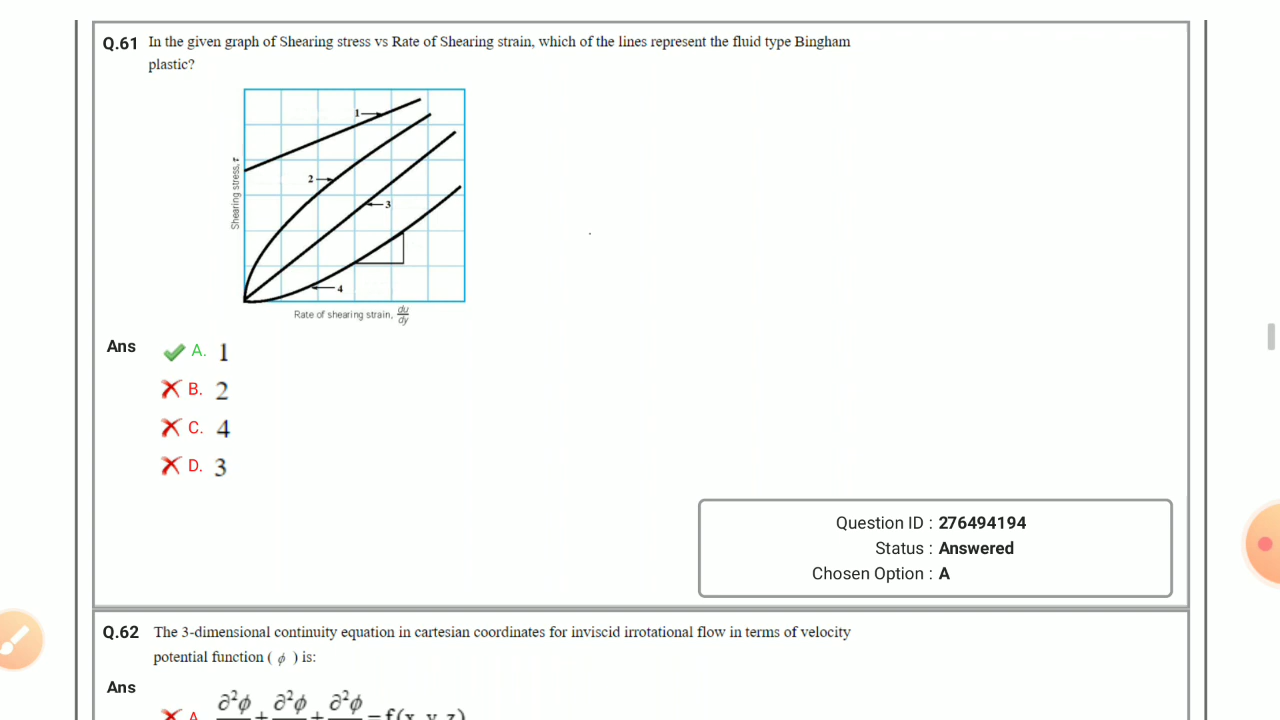 Q.61 In the given graph of Shearing stress vs Rate of Shearing strain, which of the lines represent the fluid type Bingham
plastic?
1
2
3
4
Shearing stress, τ
Rate of shearing strain, du/dy
Ans
A. 1
B. 2
C. 4
D. 3
Question ID : 276494194
Status : Answered
Chosen Option : A
Q.62 The 3-dimensional continuity equation in cartesian coordinates for inviscid irrotational flow in terms of velocity
potential function ( ϕ ) is:
Ans
A. ∂²ϕ + ∂²ϕ + ∂²ϕ = f(x, y, z)